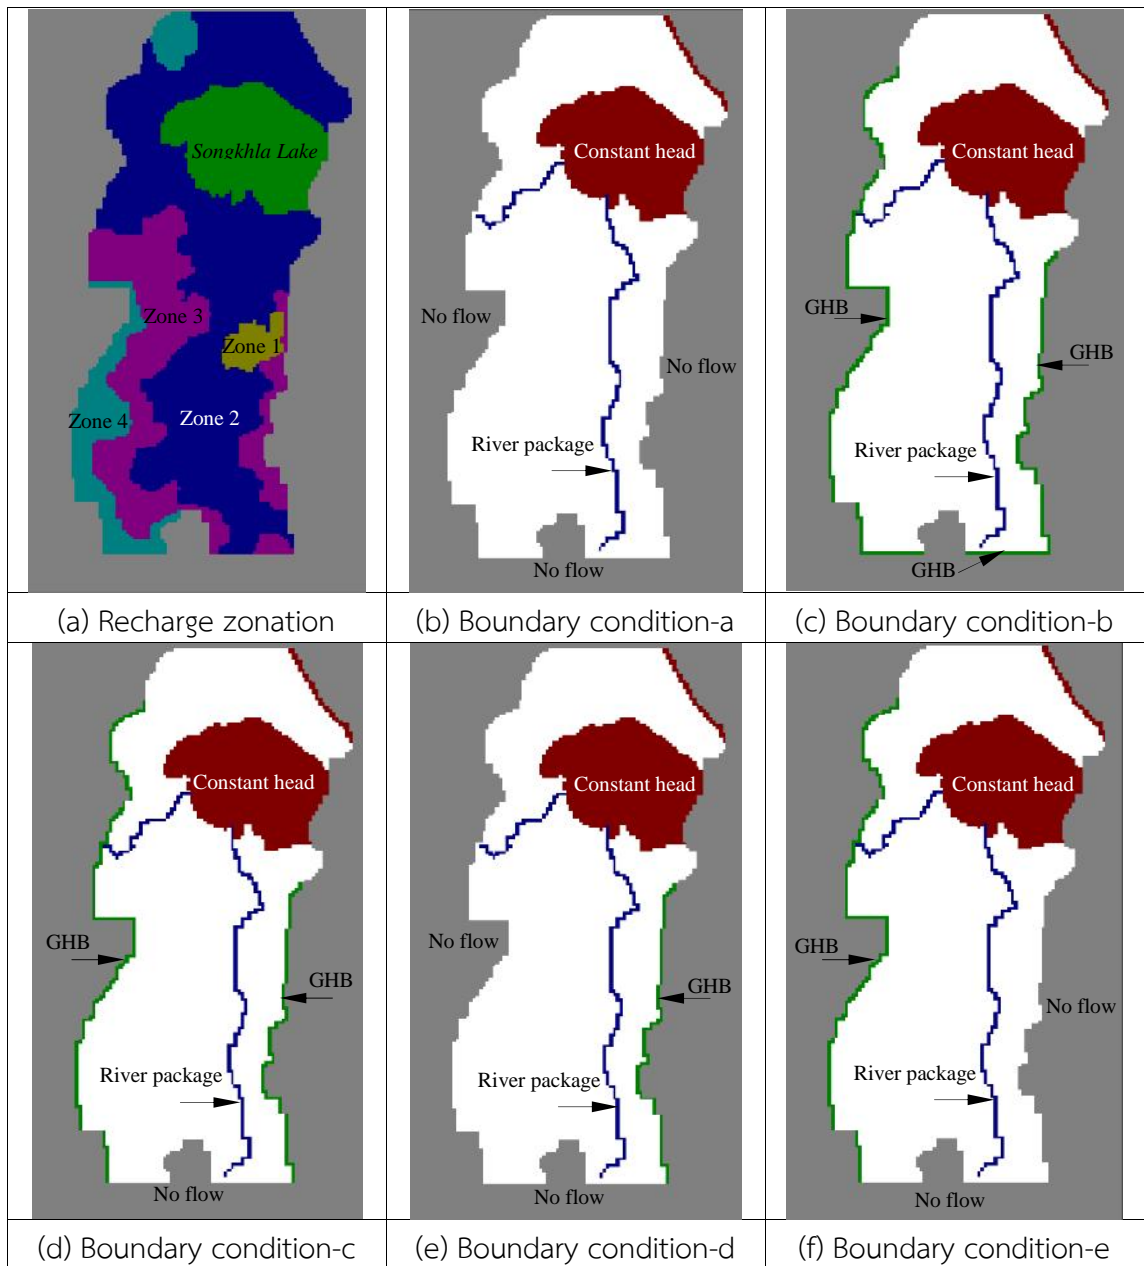 Songkhla Lake
Zone 3
Zone 1
Zone 4
Zone 2
(a) Recharge zonation
Constant head
No flow
No flow
River package
No flow
(b) Boundary condition-a
Constant head
GHB
GHB
River package
GHB
(c) Boundary condition-b
Constant head
GHB
GHB
River package
No flow
(d) Boundary condition-c
Constant head
No flow
GHB
River package
No flow
(e) Boundary condition-d
Constant head
GHB
No flow
River package
No flow
(f) Boundary condition-e